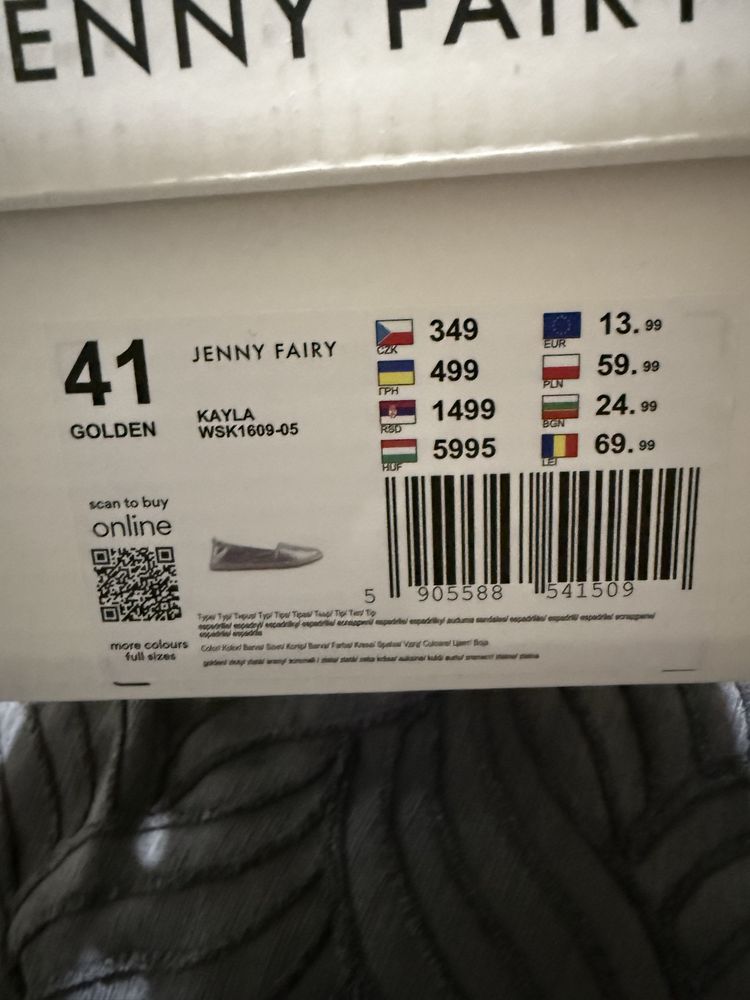 JENNY FAIRY
41
GOLDEN
JENNY FAIRY
KAYLA
WSK1609-05
CZK 349
ГРН 499
RSD 1499
HUF 5995
EUR 13.99
PLN 59.99
BGN 24.99
LEI 69.99
scan to buy
online
more colours
full sizes
5 905588 541509